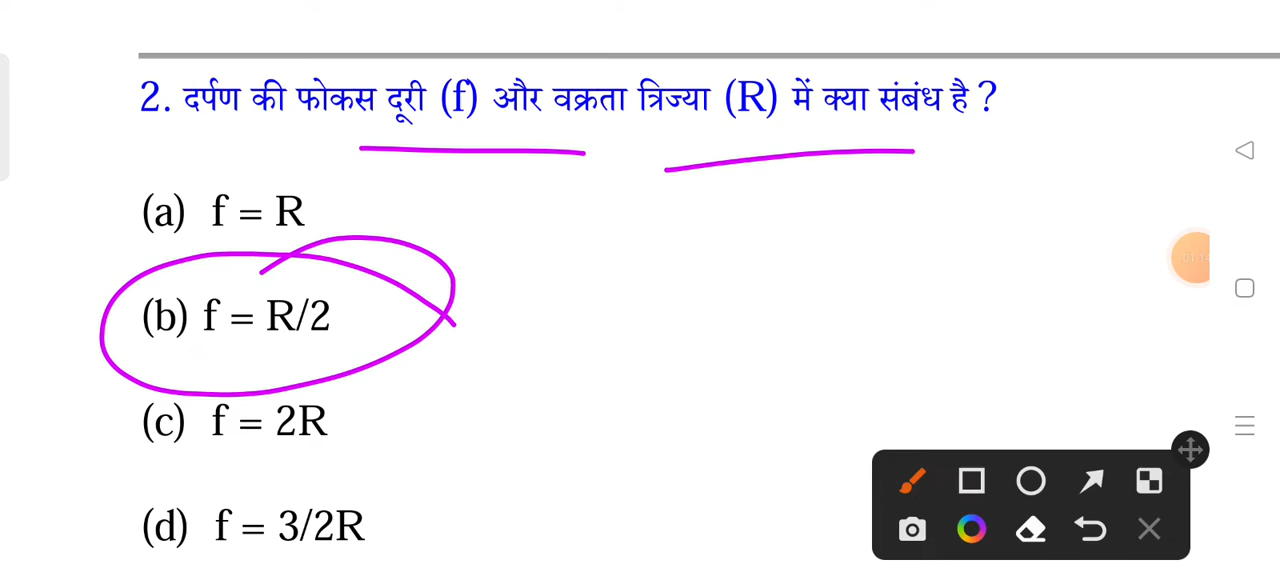 2. दर्पण की फोकस दूरी (f) और वक्रता त्रिज्या (R) में क्या संबंध है ?
(a) f = R
(b) f = R/2
(c) f = 2R
(d) f = 3/2R